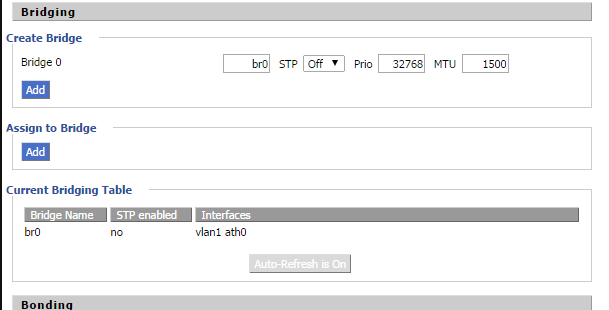 Bridging
Create Bridge
Bridge 0 br0 STP Off Prio 32768 MTU 1500
Add
Assign to Bridge
Add
Current Bridging Table
Bridge Name STP enabled Interfaces
br0 no vlan1 ath0
Auto-Refresh is On
Bonding